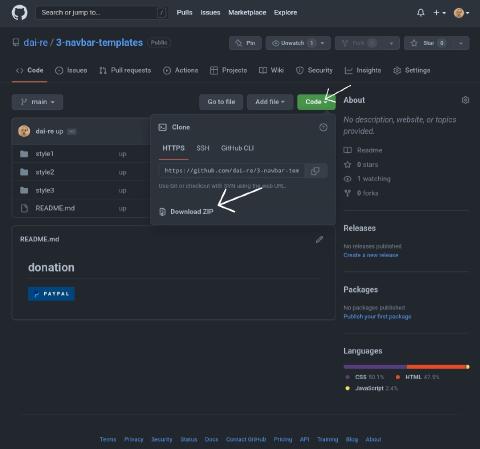 Search or jump to...
/
Pulls Issues Marketplace Explore
dai-re / 3-navbar-templates Public
Pin Unwatch 1 Fork 0 Star 0
Code Issues Pull requests Actions Projects Wiki Security Insights Settings
main Go to file Add file Code
About
No description, website, or topics
provided.
Readme
0 stars
1 watching
0 forks
dai-re up
style1 up
style2 up
style3 up
README.md up
Clone
HTTPS SSH GitHub CLI
https://github.com/dai-re/3-navbar-tem
Use Git or checkout with SVN using the web URL.
Download ZIP
README.md
donation
PAYPAL
Releases
No releases published
Create a new release
Packages
No packages published
Publish your first package
Languages
CSS 50.1% HTML 47.5%
JavaScript 2.4%
Terms Privacy Security Status Docs Contact GitHub Pricing API Training Blog About